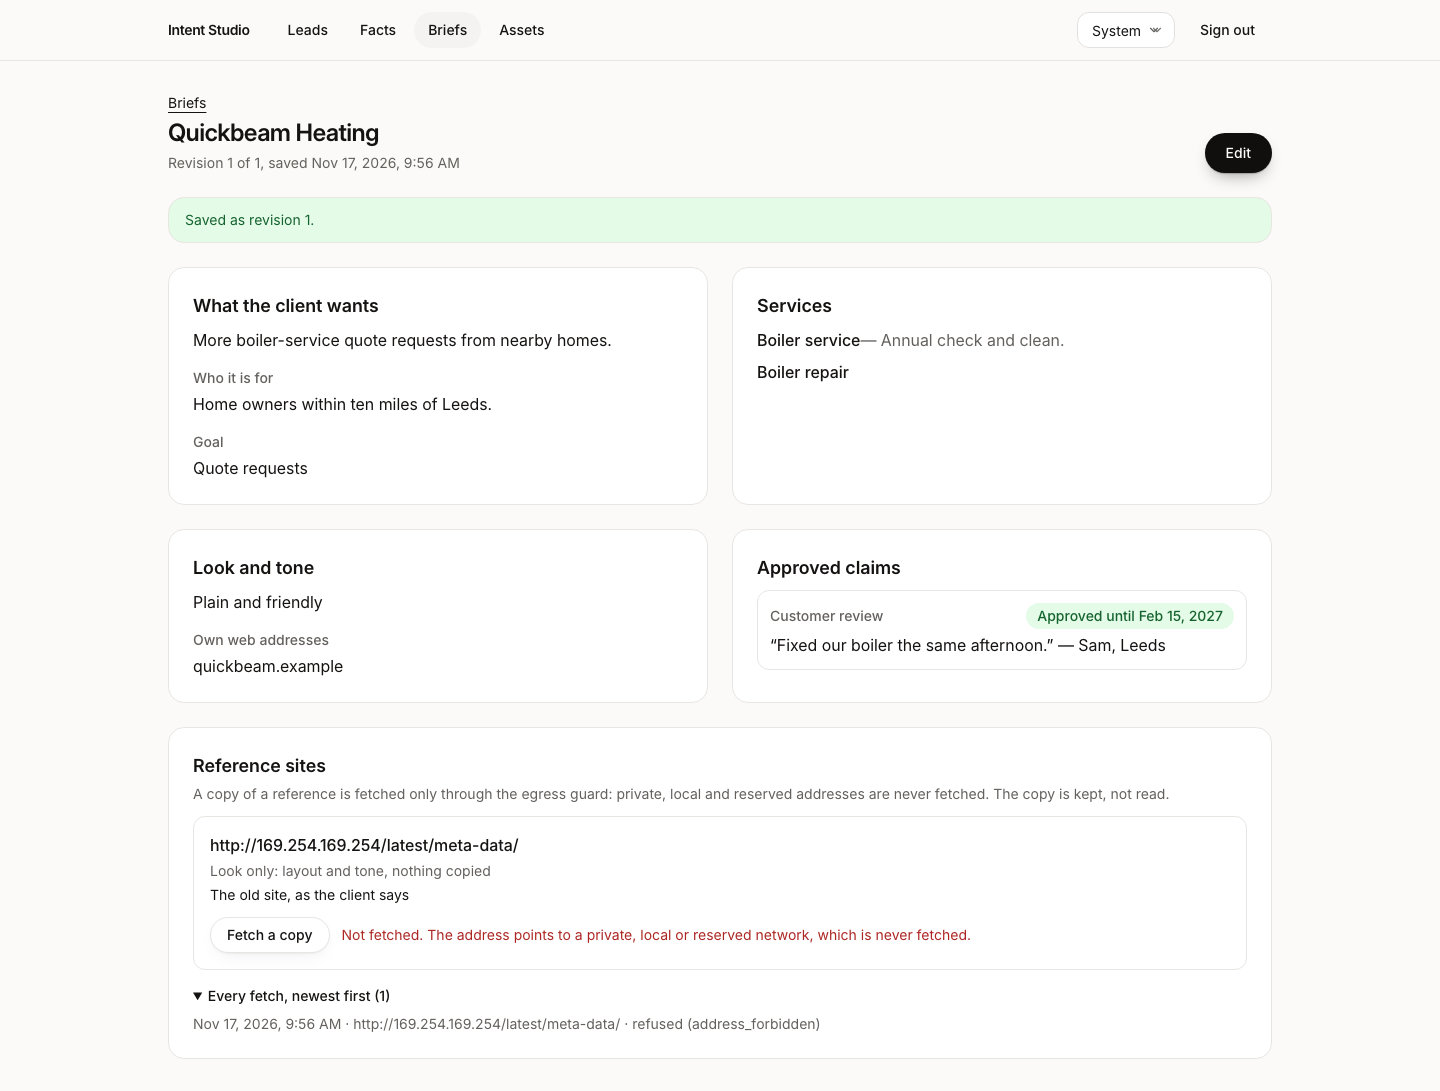 Intent Studio
Leads
Facts
Briefs
Assets
System
Sign out
Briefs
Quickbeam Heating
Revision 1 of 1, saved Nov 17, 2026, 9:56 AM
Edit
Saved as revision 1.
What the client wants
More boiler-service quote requests from nearby homes.
Who it is for
Home owners within ten miles of Leeds.
Goal
Quote requests
Services
Boiler service— Annual check and clean.
Boiler repair
Look and tone
Plain and friendly
Own web addresses
quickbeam.example
Approved claims
Customer review
Approved until Feb 15, 2027
“Fixed our boiler the same afternoon.” — Sam, Leeds
Reference sites
A copy of a reference is fetched only through the egress guard: private, local and reserved addresses are never fetched. The copy is kept, not read.
http://169.254.169.254/latest/meta-data/
Look only: layout and tone, nothing copied
The old site, as the client says
Fetch a copy
Not fetched. The address points to a private, local or reserved network, which is never fetched.
Every fetch, newest first (1)
Nov 17, 2026, 9:56 AM · http://169.254.169.254/latest/meta-data/ · refused (address_forbidden)